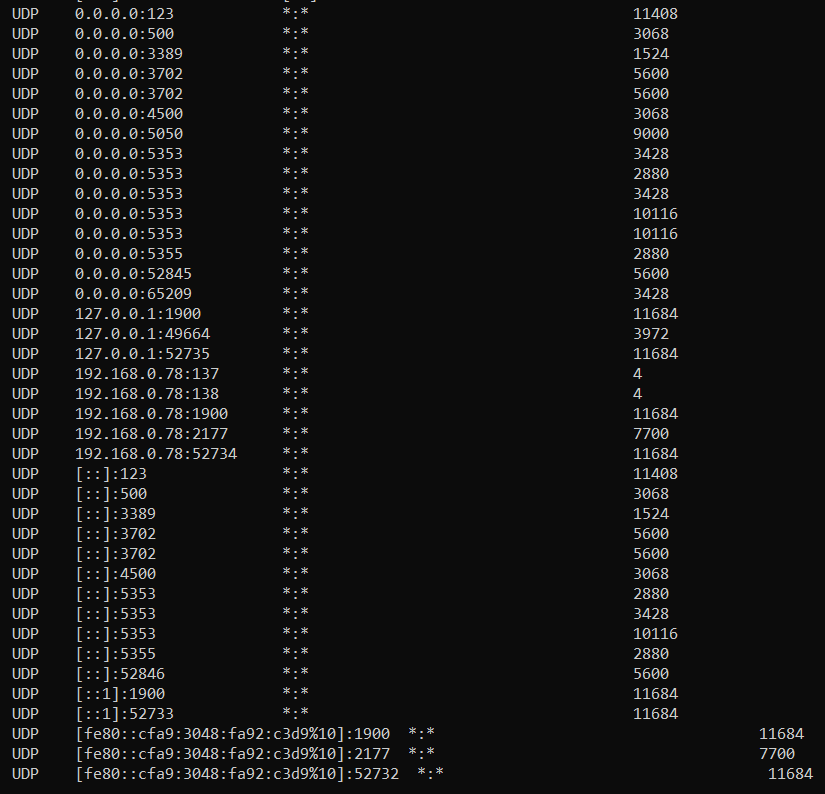 UDP    0.0.0.0:123            *:*                                    11408
UDP    0.0.0.0:500            *:*                                    3068
UDP    0.0.0.0:3389           *:*                                    1524
UDP    0.0.0.0:3702           *:*                                    5600
UDP    0.0.0.0:3702           *:*                                    5600
UDP    0.0.0.0:4500           *:*                                    3068
UDP    0.0.0.0:5050           *:*                                    9000
UDP    0.0.0.0:5353           *:*                                    3428
UDP    0.0.0.0:5353           *:*                                    2880
UDP    0.0.0.0:5353           *:*                                    3428
UDP    0.0.0.0:5353           *:*                                    10116
UDP    0.0.0.0:5353           *:*                                    10116
UDP    0.0.0.0:5355           *:*                                    2880
UDP    0.0.0.0:52845          *:*                                    5600
UDP    0.0.0.0:65209          *:*                                    3428
UDP    127.0.0.1:1900         *:*                                    11684
UDP    127.0.0.1:49664        *:*                                    3972
UDP    127.0.0.1:52735        *:*                                    11684
UDP    192.168.0.78:137       *:*                                    4
UDP    192.168.0.78:138       *:*                                    4
UDP    192.168.0.78:1900      *:*                                    11684
UDP    192.168.0.78:2177      *:*                                    7700
UDP    192.168.0.78:52734     *:*                                    11684
UDP    [::]:123               *:*                                    11408
UDP    [::]:500               *:*                                    3068
UDP    [::]:3389              *:*                                    1524
UDP    [::]:3702              *:*                                    5600
UDP    [::]:3702              *:*                                    5600
UDP    [::]:4500              *:*                                    3068
UDP    [::]:5353              *:*                                    2880
UDP    [::]:5353              *:*                                    3428
UDP    [::]:5353              *:*                                    10116
UDP    [::]:5355              *:*                                    2880
UDP    [::]:52846             *:*                                    5600
UDP    [::1]:1900             *:*                                    11684
UDP    [::1]:52733            *:*                                    11684
UDP    [fe80::cfa9:3048:fa92:c3d9%10]:1900  *:*                                    11684
UDP    [fe80::cfa9:3048:fa92:c3d9%10]:2177  *:*                                    7700
UDP    [fe80::cfa9:3048:fa92:c3d9%10]:52732  *:*                                    11684